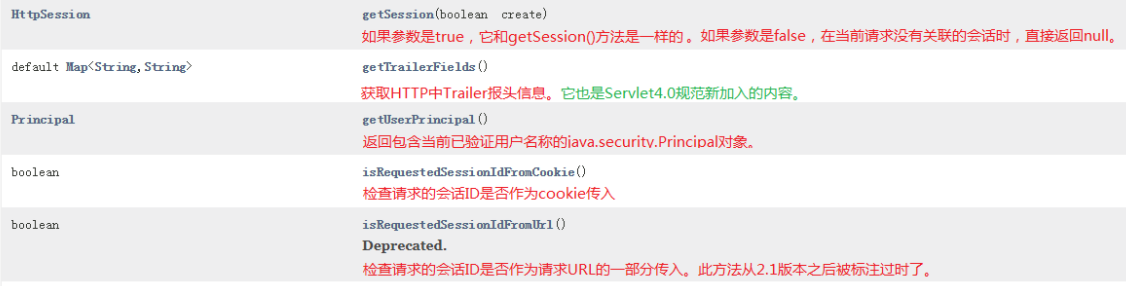 HttpSession getSession(boolean create)
如果参数是true，它和getSession()方法是一样的 。如果参数是false，在当前请求没有关联的会话时，直接返回null。
default Map<String,String> getTrailerFields()
获取HTTP中Trailer报头信息。它也是Servlet4.0规范新加入的内容。
Principal getUserPrincipal()
返回包含当前已验证用户名称的java.security.Principal对象。
boolean isRequestedSessionIdFromCookie()
检查请求的会话ID是否作为cookie传入
boolean isRequestedSessionIdFromUrl()
Deprecated.
检查请求的会话ID是否作为请求URL的一部分传入。此方法从2.1版本之后被标注过时了。